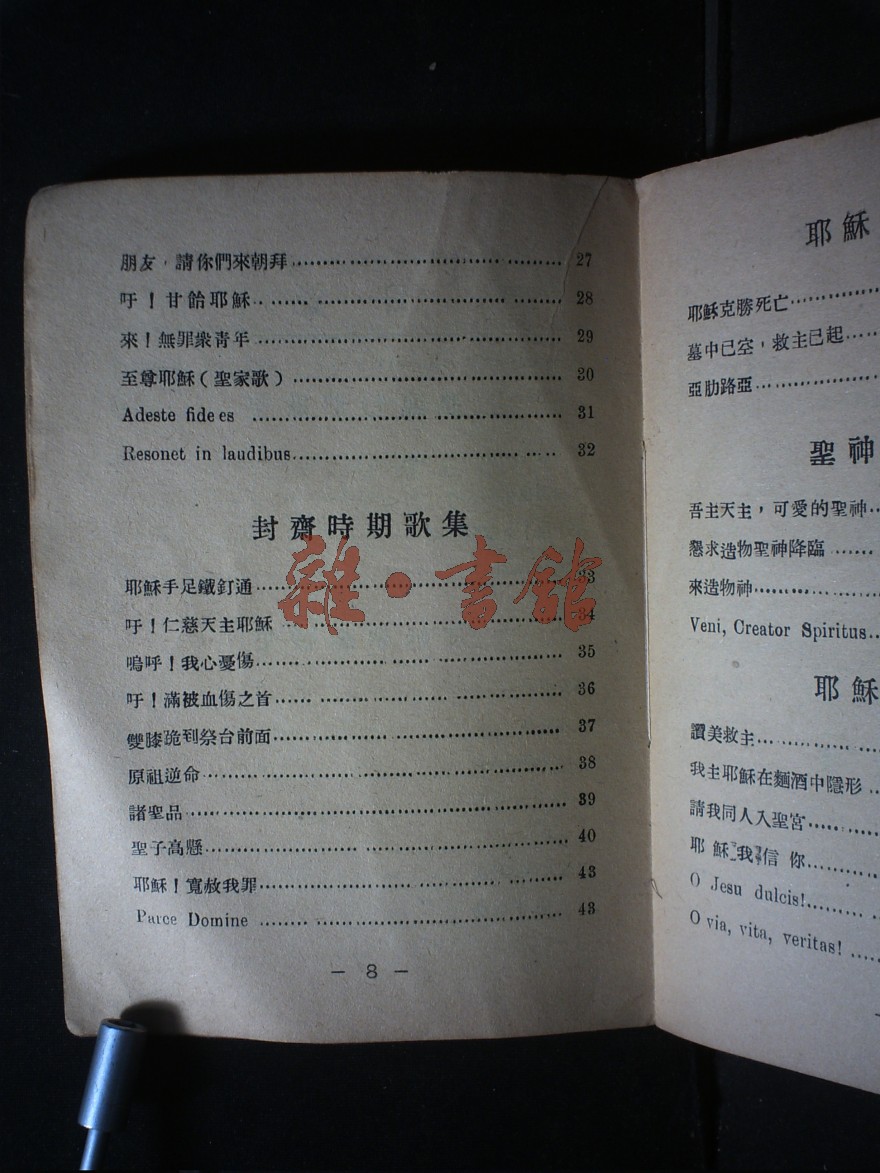 朋友，請你們來朝拜 27
吁！甘飴耶穌 28
來！無罪衆靑年 29
至尊耶穌（聖家歌） 30
Adeste fide es 31
Resonet in laudibus 32
封齋時期歌集
耶穌手足鐵釘通 33
吁！仁慈天主耶穌 34
嗚呼！我心憂傷 35
吁！滿被血傷之首 36
雙膝跪到祭台前面 37
原祖逆命 38
諸聖品 39
聖子高懸 40
耶穌！寬赦我罪 43
Parce Domine 43
— 8 —
耶穌
耶穌克勝死亡
墓中已空，救主已起
亞肋路亞
聖神
吾主天主，可愛的聖神
懇求造物聖神降臨
來造物神
Veni, Creator Spiritus
耶穌
讚美救主
我主耶穌在麵酒中隱形
請我同人入聖宮
耶穌我信你
O Jesu dulcis!
O via, vita, veritas!
雜·書舘